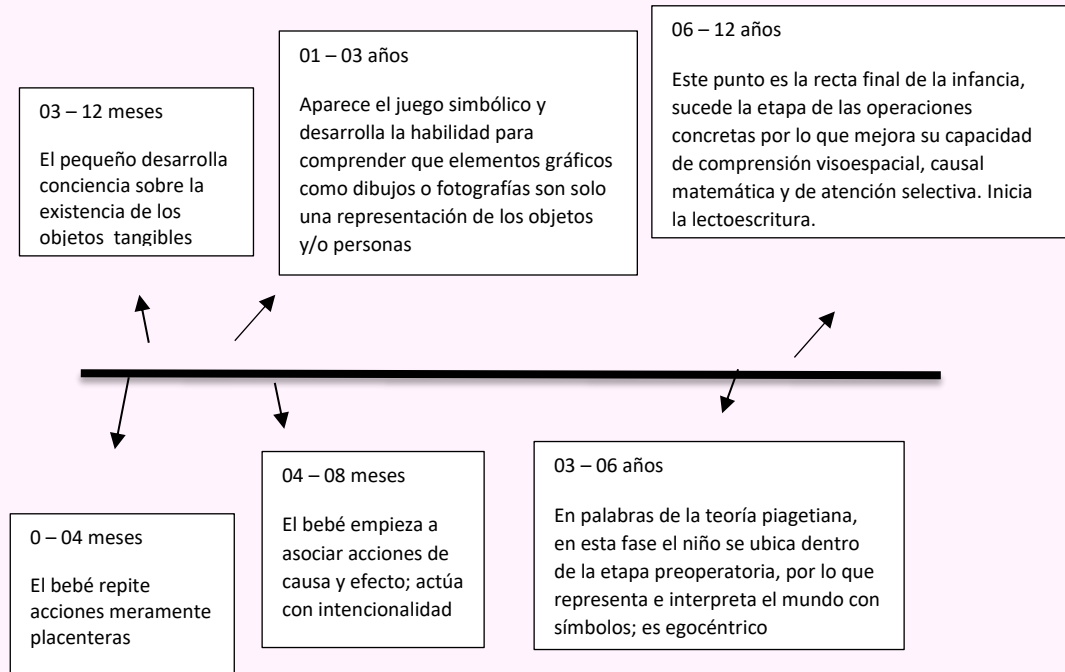 03 – 12 meses
El pequeño desarrolla
conciencia sobre la
existencia de los
objetos tangibles
01 – 03 años
Aparece el juego simbólico y
desarrolla la habilidad para
comprender que elementos gráficos
como dibujos o fotografías son solo
una representación de los objetos
y/o personas
06 – 12 años
Este punto es la recta final de la infancia,
sucede la etapa de las operaciones
concretas por lo que mejora su capacidad
de comprensión visoespacial, causal
matemática y de atención selectiva. Inicia
la lectoescritura.
0 – 04 meses
El bebé repite
acciones meramente
placenteras
04 – 08 meses
El bebé empieza a
asociar acciones de
causa y efecto; actúa
con intencionalidad
03 – 06 años
En palabras de la teoría piagetiana,
en esta fase el niño se ubica dentro
de la etapa preoperatoria, por lo que
representa e interpreta el mundo con
símbolos; es egocéntrico